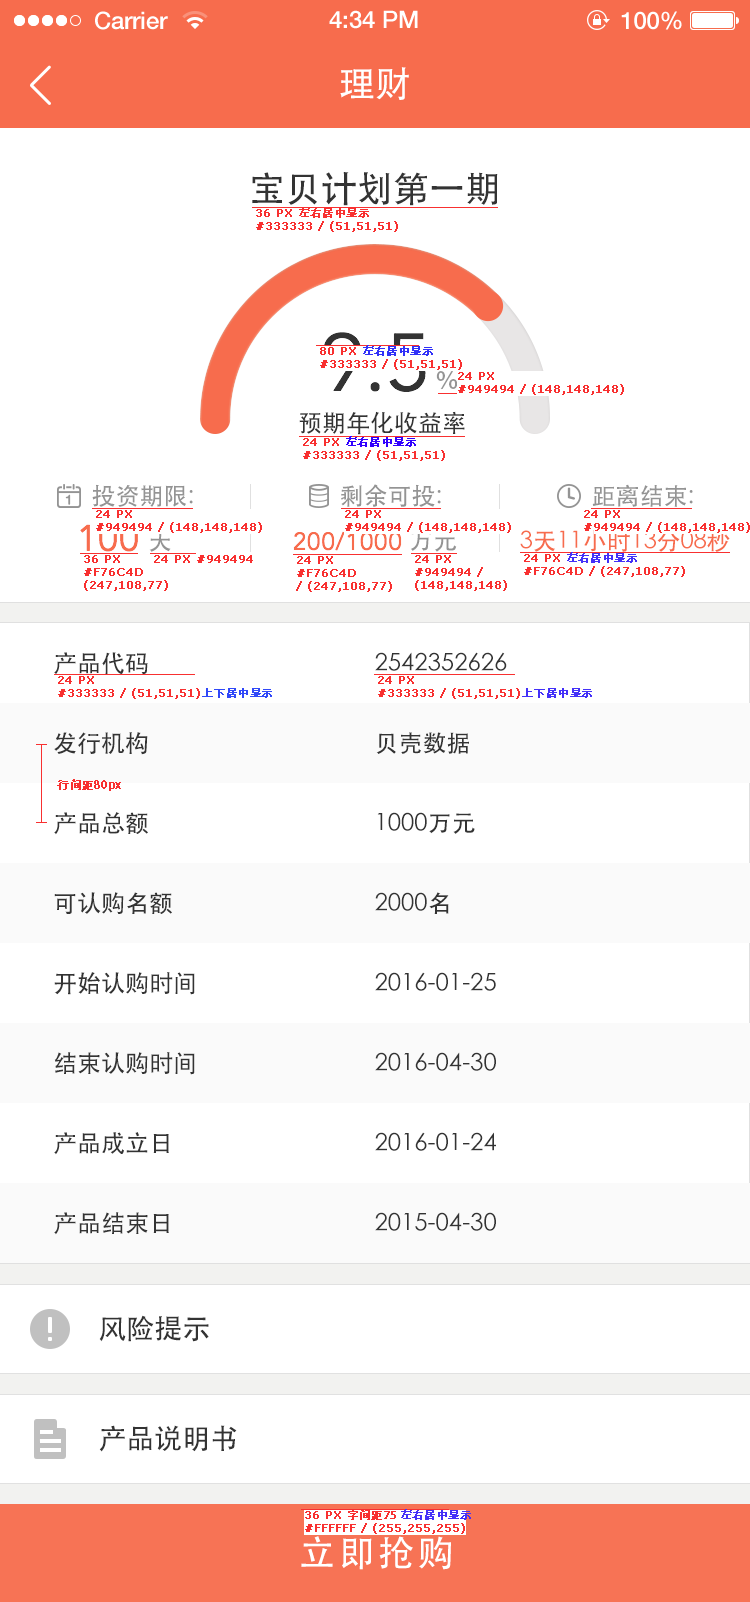 Carrier 4:34 PM 100%
理财
宝贝计划第一期
36 PX 左右居中显示
#333333 / (51,51,51)
9.5 %
80 PX 左右居中显示
#333333 / (51,51,51)
24 PX
#949494 / (148,148,148)
预期年化收益率
24 PX 左右居中显示
#333333 / (51,51,51)
投资期限: 剩余可投: 距离结束:
24 PX 24 PX 24 PX
#949494 / (148,148,148) #949494 / (148,148,148) #949494 / (148,148,148)
100 天 200/1000 万元 3天11小时13分08秒
36 PX 24 PX #949494 24 PX 24 PX 24 PX 左右居中显示
#F76C4D #F76C4D #949494 / #F76C4D / (247,108,77)
(247,108,77) / (247,108,77) (148,148,148)
产品代码 2542352626
24 PX 24 PX
#333333 / (51,51,51)上下居中显示 #333333 / (51,51,51)上下居中显示
发行机构 贝壳数据
行间距80px
产品总额 1000万元
可认购名额 2000名
开始认购时间 2016-01-25
结束认购时间 2016-04-30
产品成立日 2016-01-24
产品结束日 2015-04-30
风险提示
产品说明书
36 PX 字间距75 左右居中显示
#FFFFFF / (255,255,255)
立即抢购